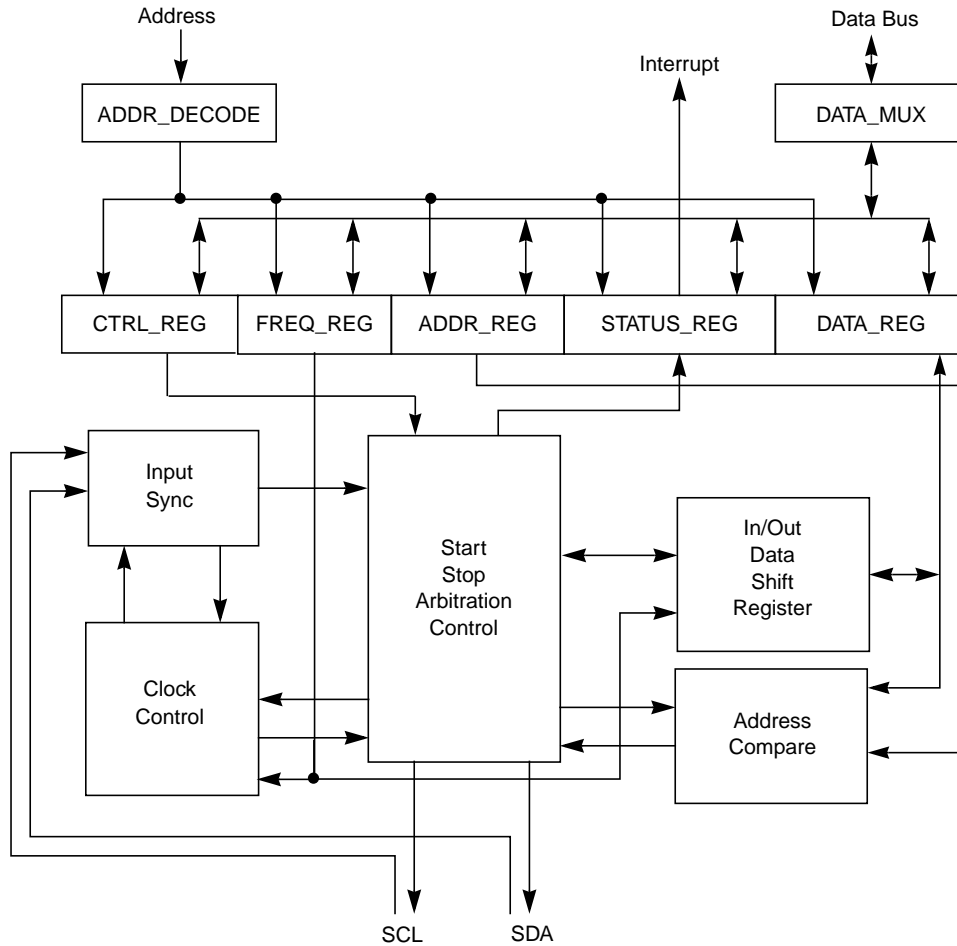 Address
Data Bus
Interrupt
ADDR_DECODE
DATA_MUX
CTRL_REG
FREQ_REG
ADDR_REG
STATUS_REG
DATA_REG
Input
Sync
Start
Stop
Arbitration
Control
In/Out
Data
Shift
Register
Clock
Control
Address
Compare
SCL
SDA